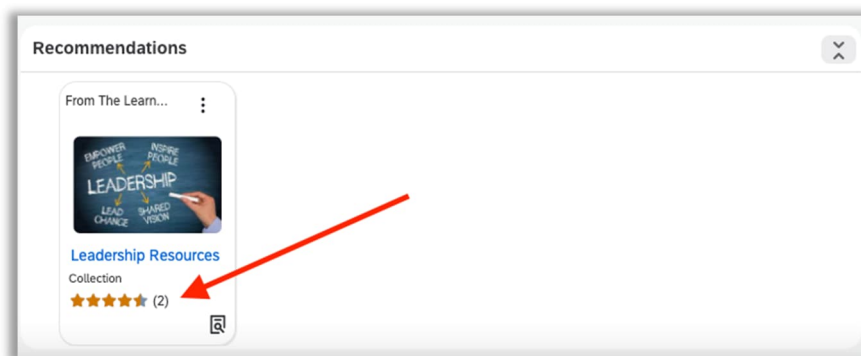 Recommendations
From The Learn...
EMPOWER PEOPLE
INSPIRE PEOPLE
LEADERSHIP
LEAD CHANGE
SHARED VISION
Leadership Resources
Collection
(2)